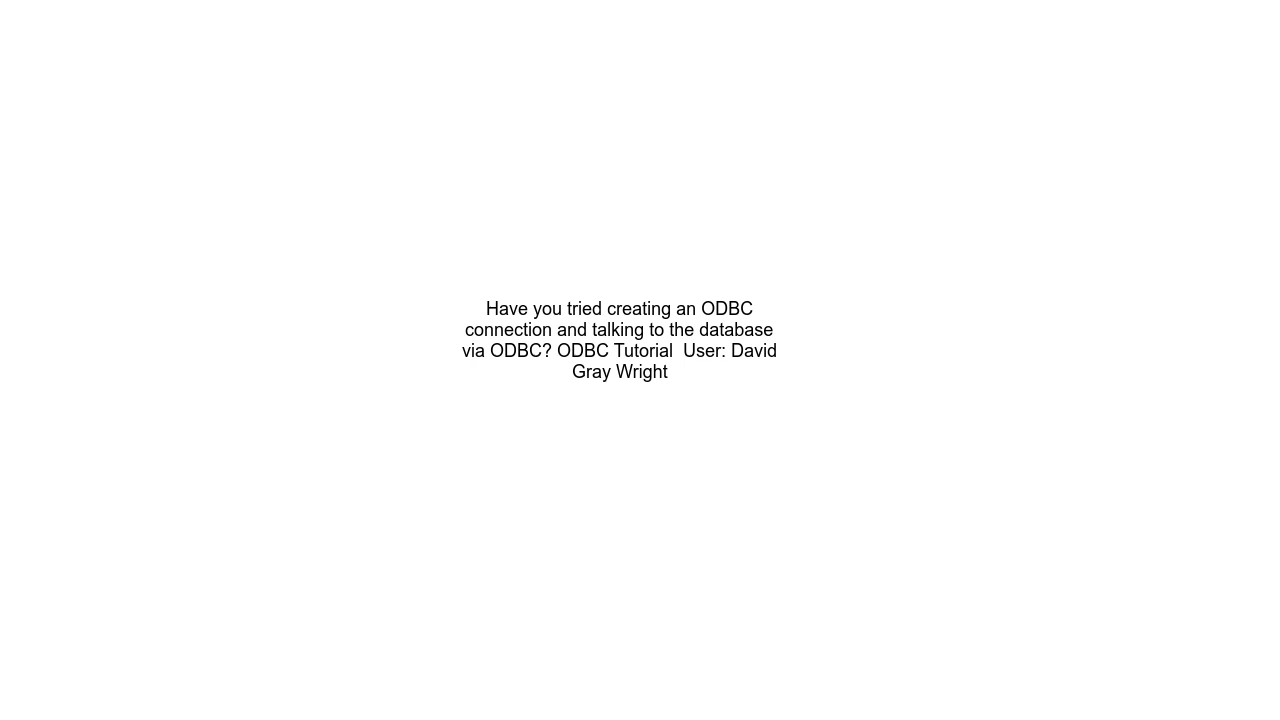 Have you tried creating an ODBC
connection and talking to the database
via ODBC? ODBC Tutorial  User: David
Gray Wright